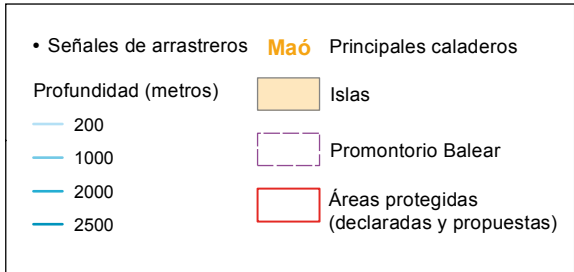 • Señales de arrastreros
Profundidad (metros)
200
1000
2000
2500
Maó Principales caladeros
Islas
Promontorio Balear
Áreas protegidas
(declaradas y propuestas)